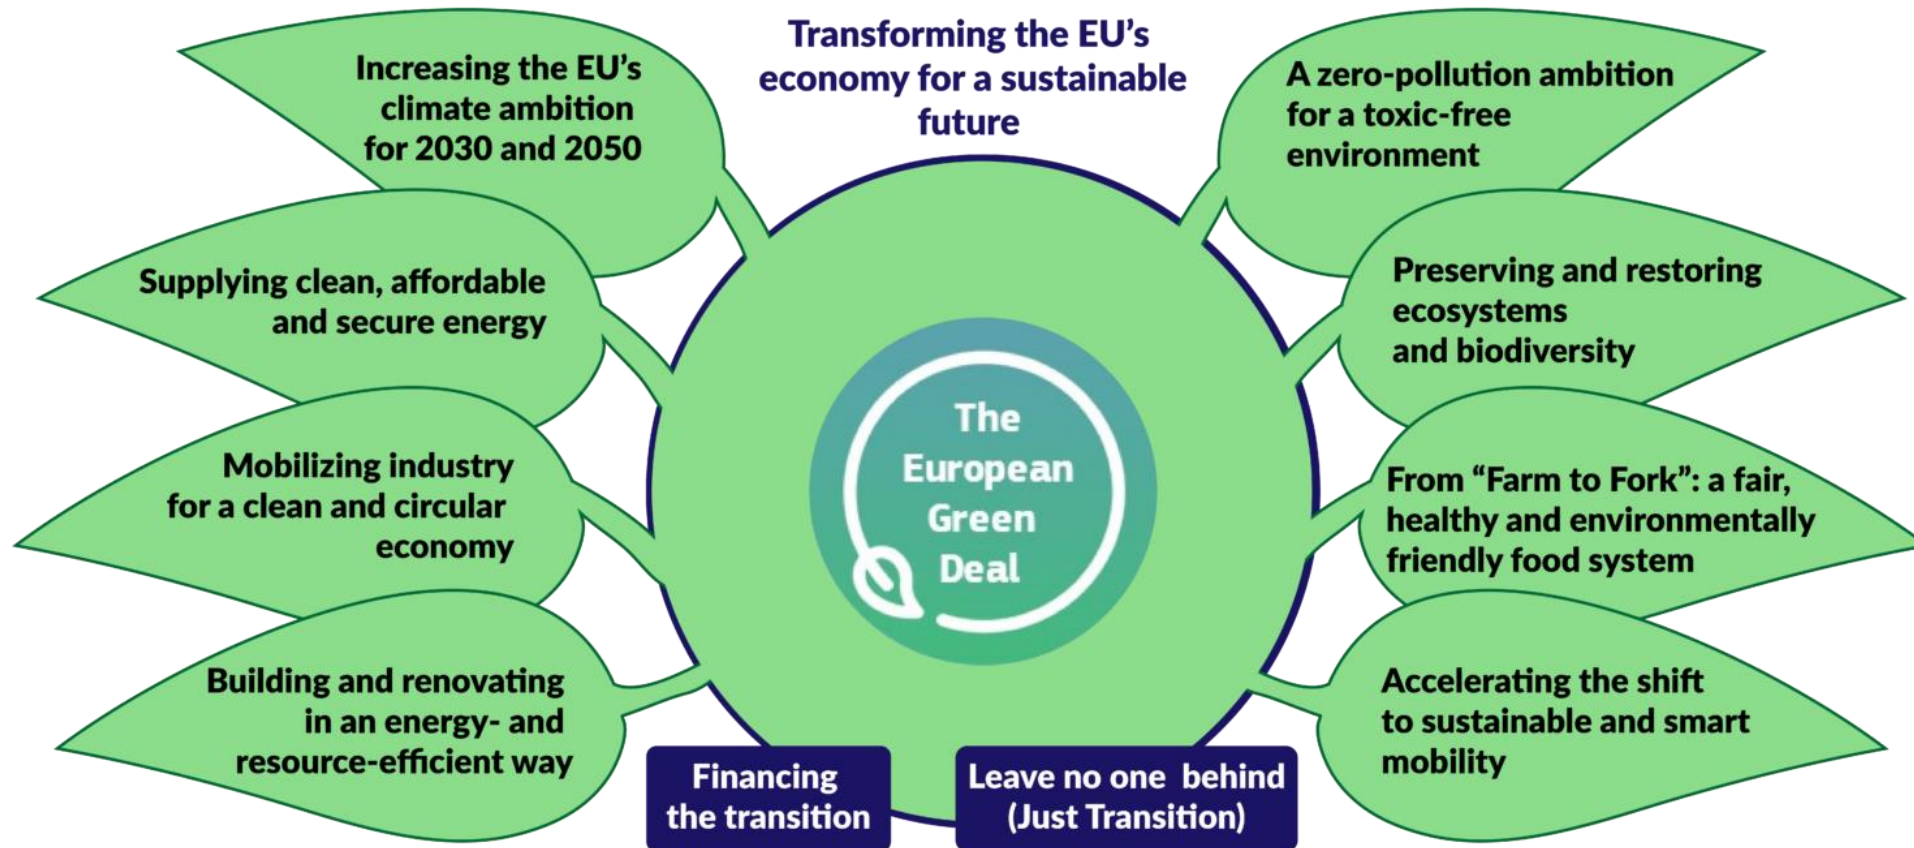 Transforming the EU’s
economy for a sustainable
future
Increasing the EU’s
climate ambition
for 2030 and 2050
Supplying clean, affordable
and secure energy
Mobilizing industry
for a clean and circular
economy
Building and renovating
in an energy- and
resource-efficient way
The
European
Green
Deal
A zero-pollution ambition
for a toxic-free
environment
Preserving and restoring
ecosystems
and biodiversity
From “Farm to Fork”: a fair,
healthy and environmentally
friendly food system
Accelerating the shift
to sustainable and smart
mobility
Financing
the transition
Leave no one behind
(Just Transition)